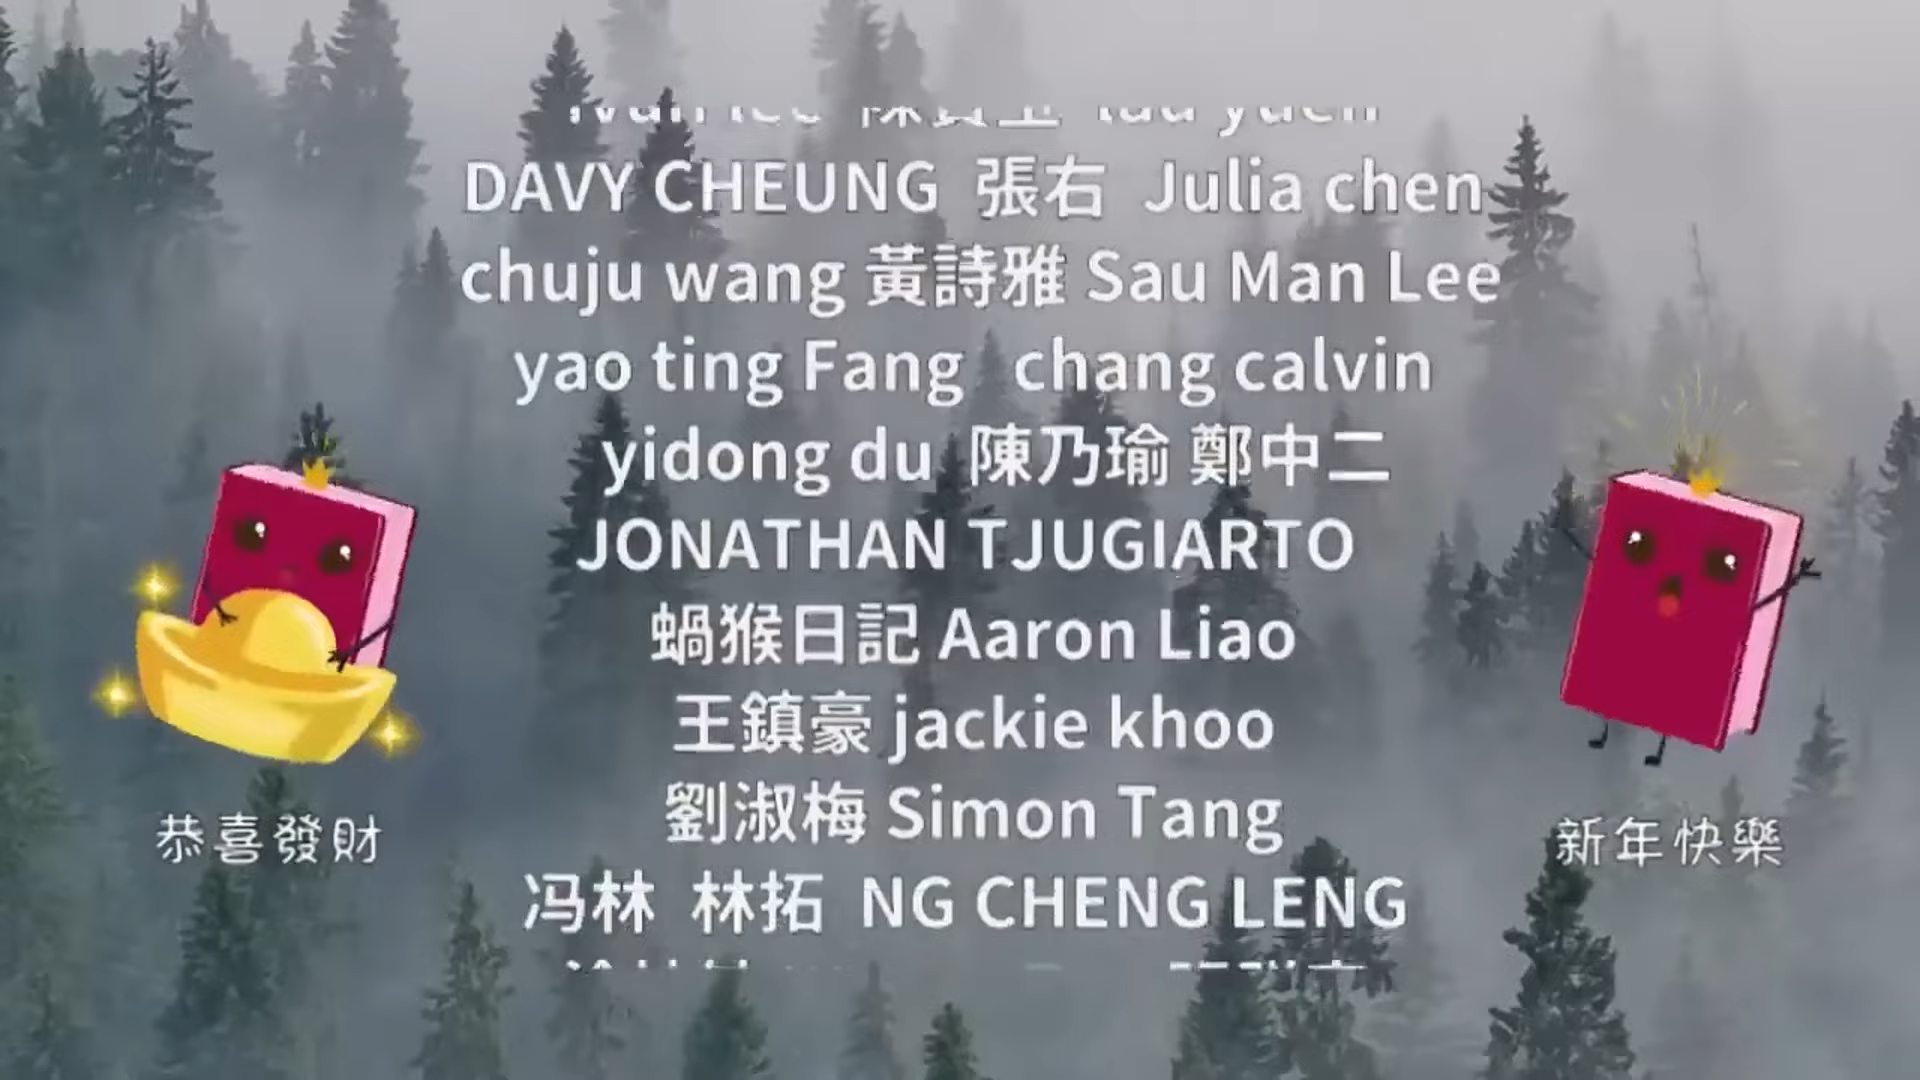 DAVY CHEUNG 張右 Julia chen
chuju wang 黃詩雅 Sau Man Lee
yao ting Fang chang calvin
yidong du 陳乃瑜 鄭中二
JONATHAN TJUGIARTO
蝸猴日記 Aaron Liao
王鎮豪 jackie khoo
劉淑梅 Simon Tang
冯林 林拓 NG CHENG LENG
恭喜發財
新年快樂